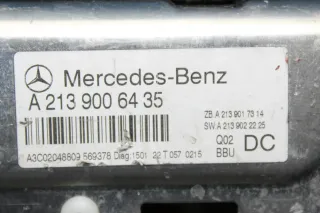 Mercedes-Benz
A 213 900 64 35
ZB A 213 901 73 14
SW A 213 902 22 25
Q02
BBU
DC
A3C02048809 569378 Diag:1501 22 T 057 0215